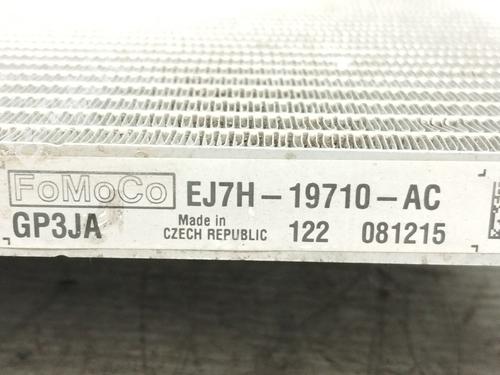 FoMoCo EJ7H-19710-AC
GP3JA Made in CZECH REPUBLIC 122 081215